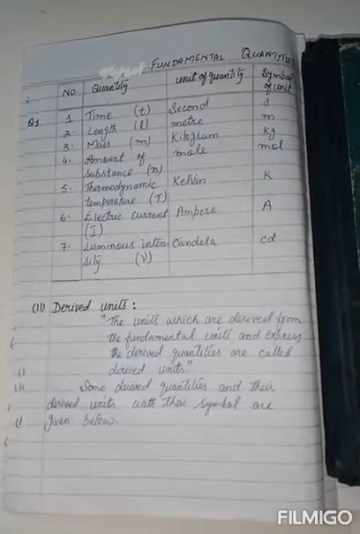 FUNDAMENTAL QUANTITIES
NO. Quantity unit of quantity Symbol of unit
Q1 1 Time (t) Second s
2. Length (l) metre m
3. Mass (m) Kilogram kg
4. Amount of mole mol
substance (n)
5. Thermodynamic Kelvin K
temperature (T)
6. Electric current Ampere A
(I)
7. Luminous inten Candela cd
sity (V)
(II) Derived units:
"The units which are derived from
the fundamental units and express
the derived quantities are called
derived units."
Some derived quantities and their
derived units with their symbol are
given below.
FILMIGO